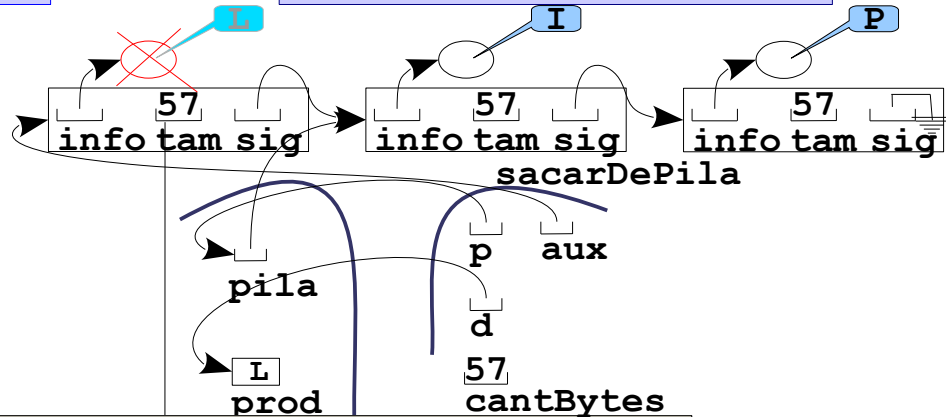 L I P
57 57 57
info tam sig info tam sig info tam sig
sacarDePila
p aux
pila
d
L 57
prod cantBytes